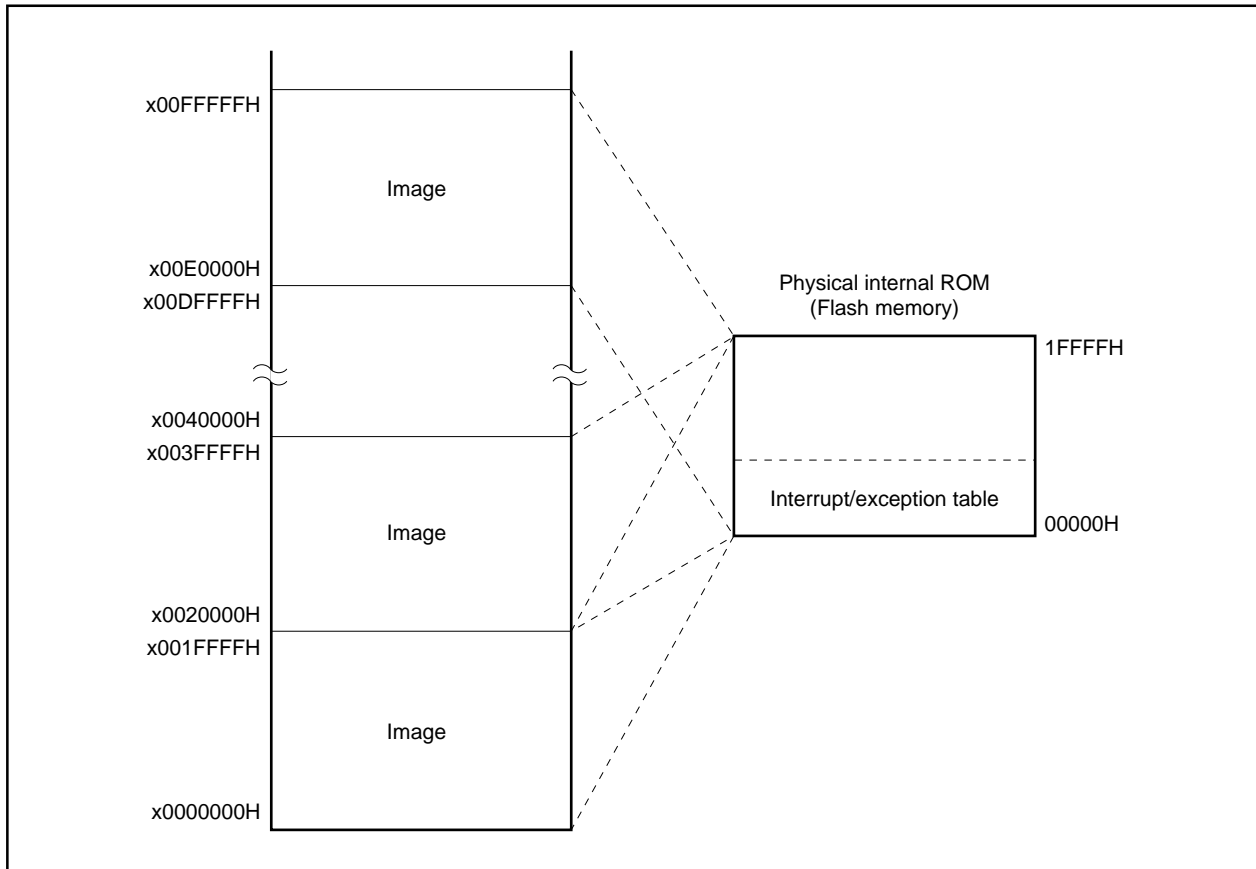 x00FFFFFH
Image
x00E0000H
x00DFFFFH
x0040000H
x003FFFFH
Image
x0020000H
x001FFFFH
Image
x0000000H
Physical internal ROM
(Flash memory)
1FFFFH
Interrupt/exception table
00000H